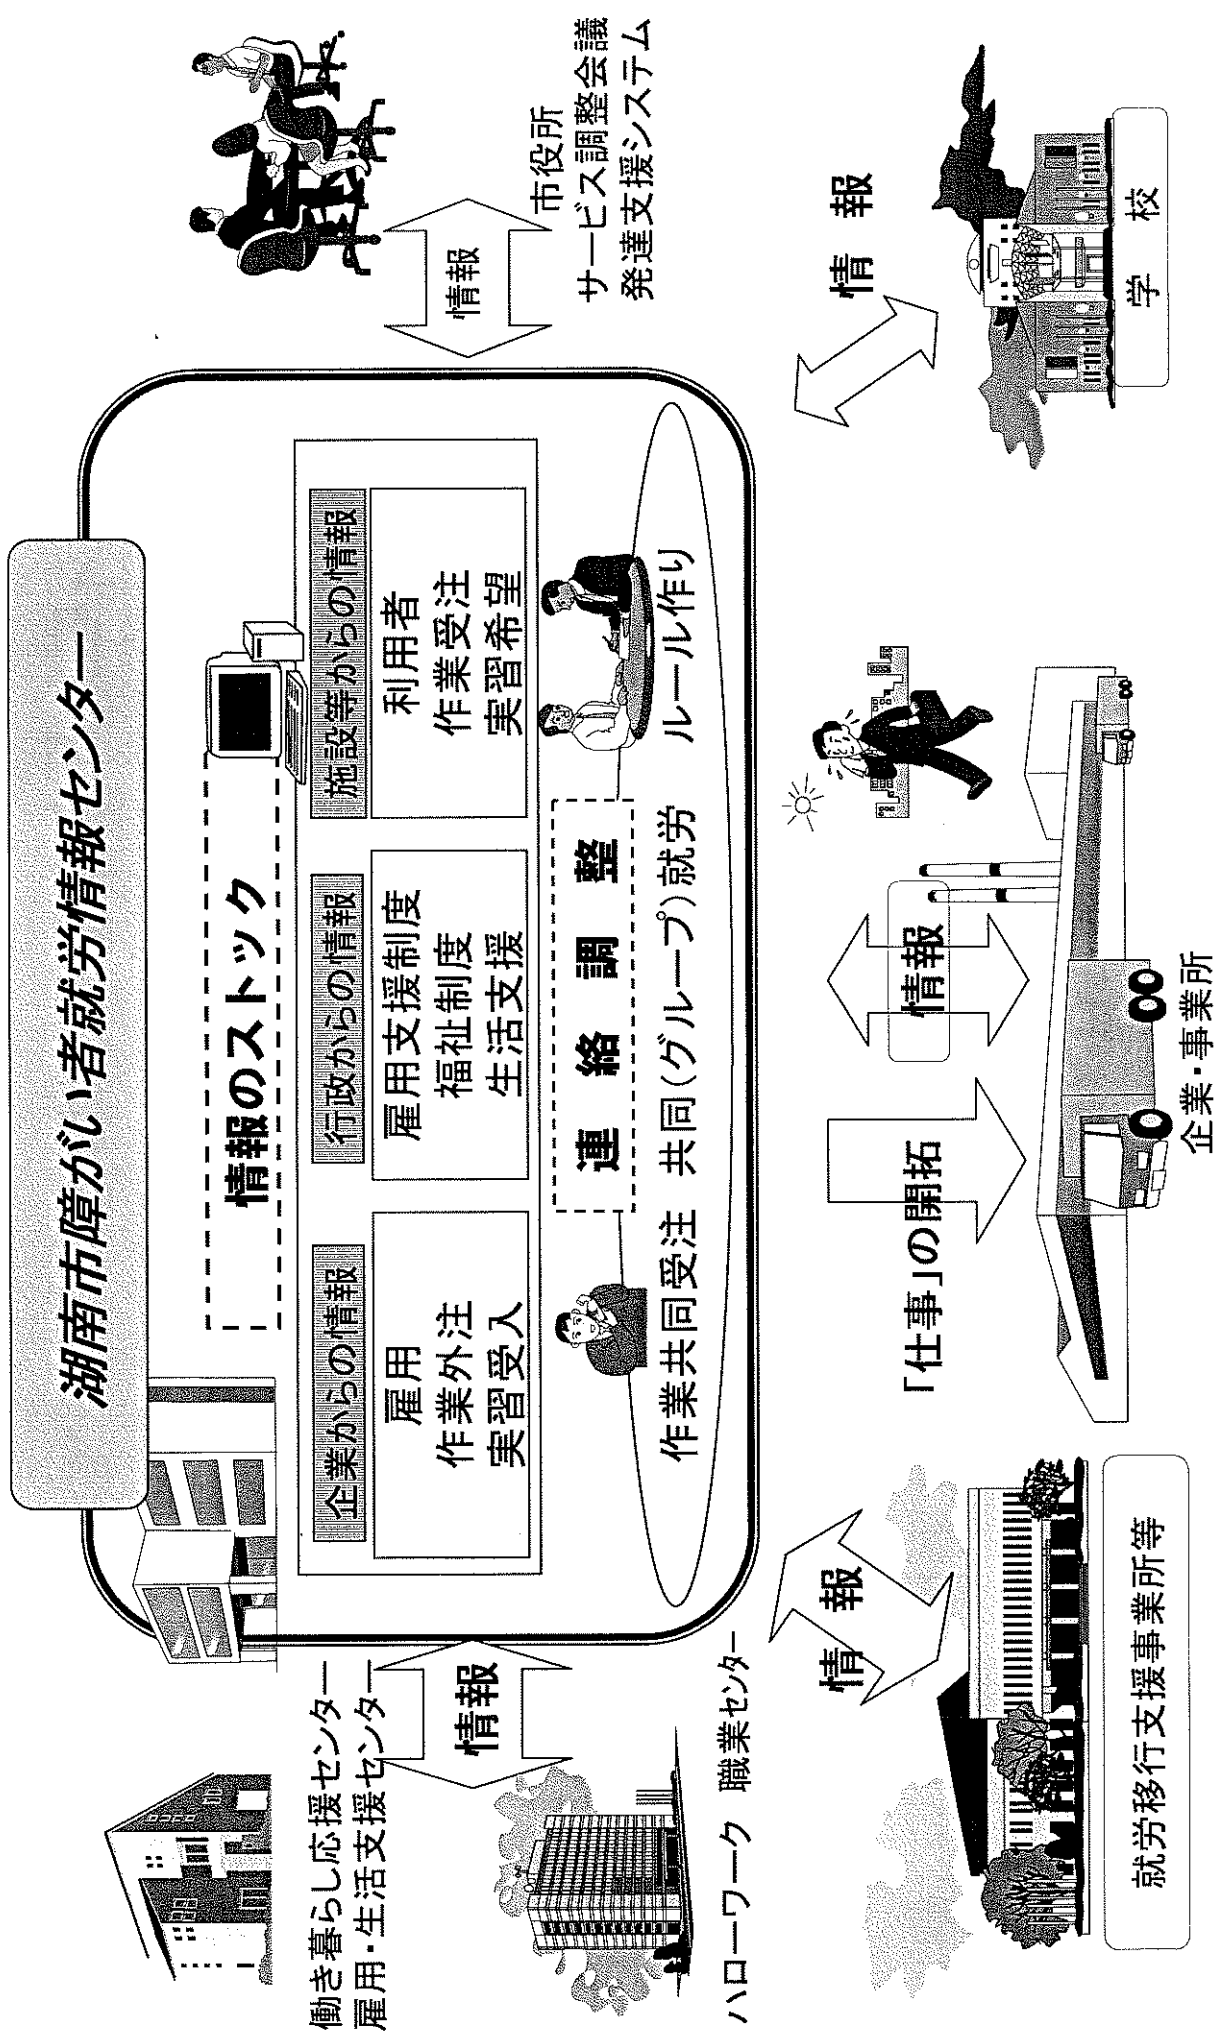 湖南市障がい者就労情報センター
情報のストック
企業からの情報
雇用
作業外注
実習受入
行政からの情報
雇用支援制度
福祉制度
生活支援
施設等からの情報
利用者
作業受注
実習希望
連絡調整
作業共同受注 共同(グループ)就労 ルール作り
働き暮らし応援センター
雇用・生活支援センター
情報
ハローワーク 職業センター
情報
市役所
サービス調整会議
発達支援システム
情報
就労移行支援事業所等
「仕事」の開拓
情報
企業・事業所
情報
学校